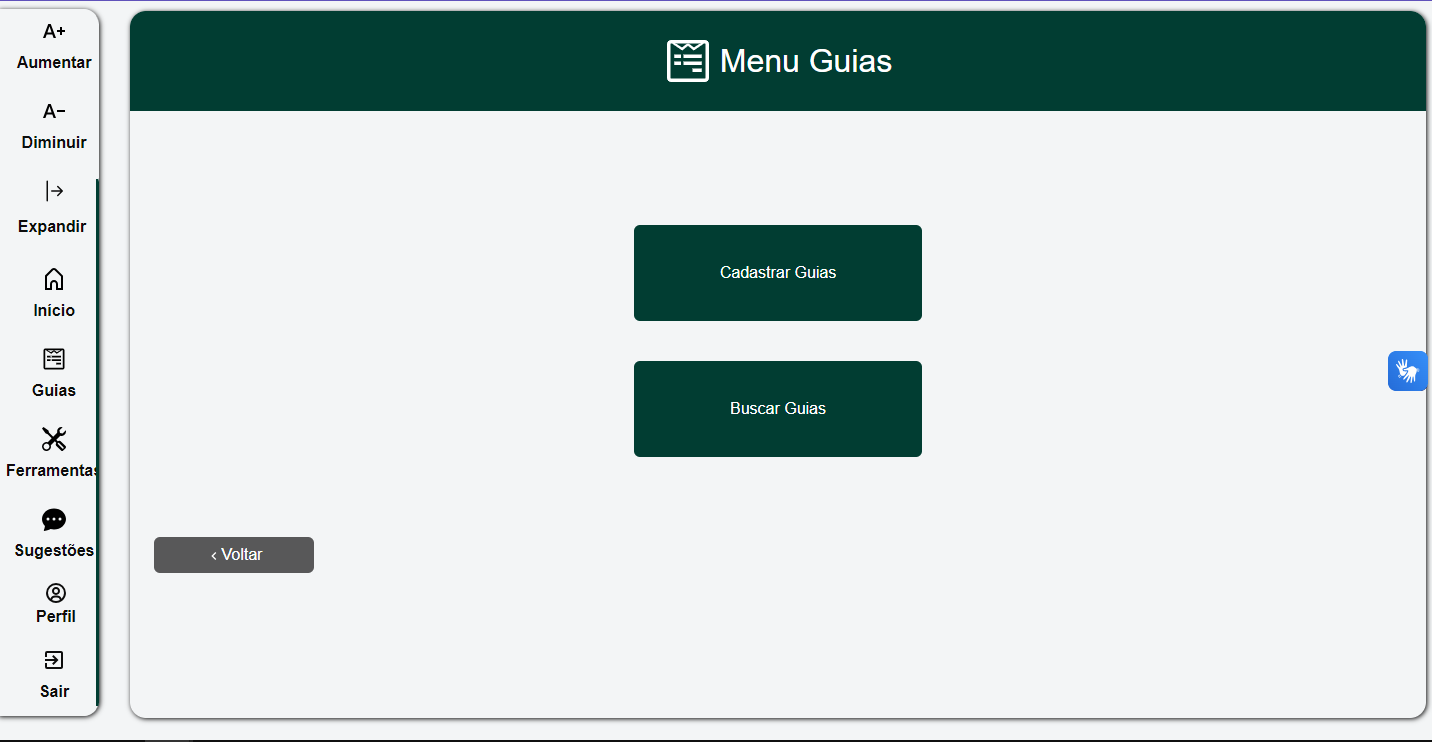 A+
Aumentar
A−
Diminuir
Expandir
Início
Guias
Ferramentas
Sugestões
Perfil
Sair
Menu Guias
Cadastrar Guias
Buscar Guias
‹ Voltar